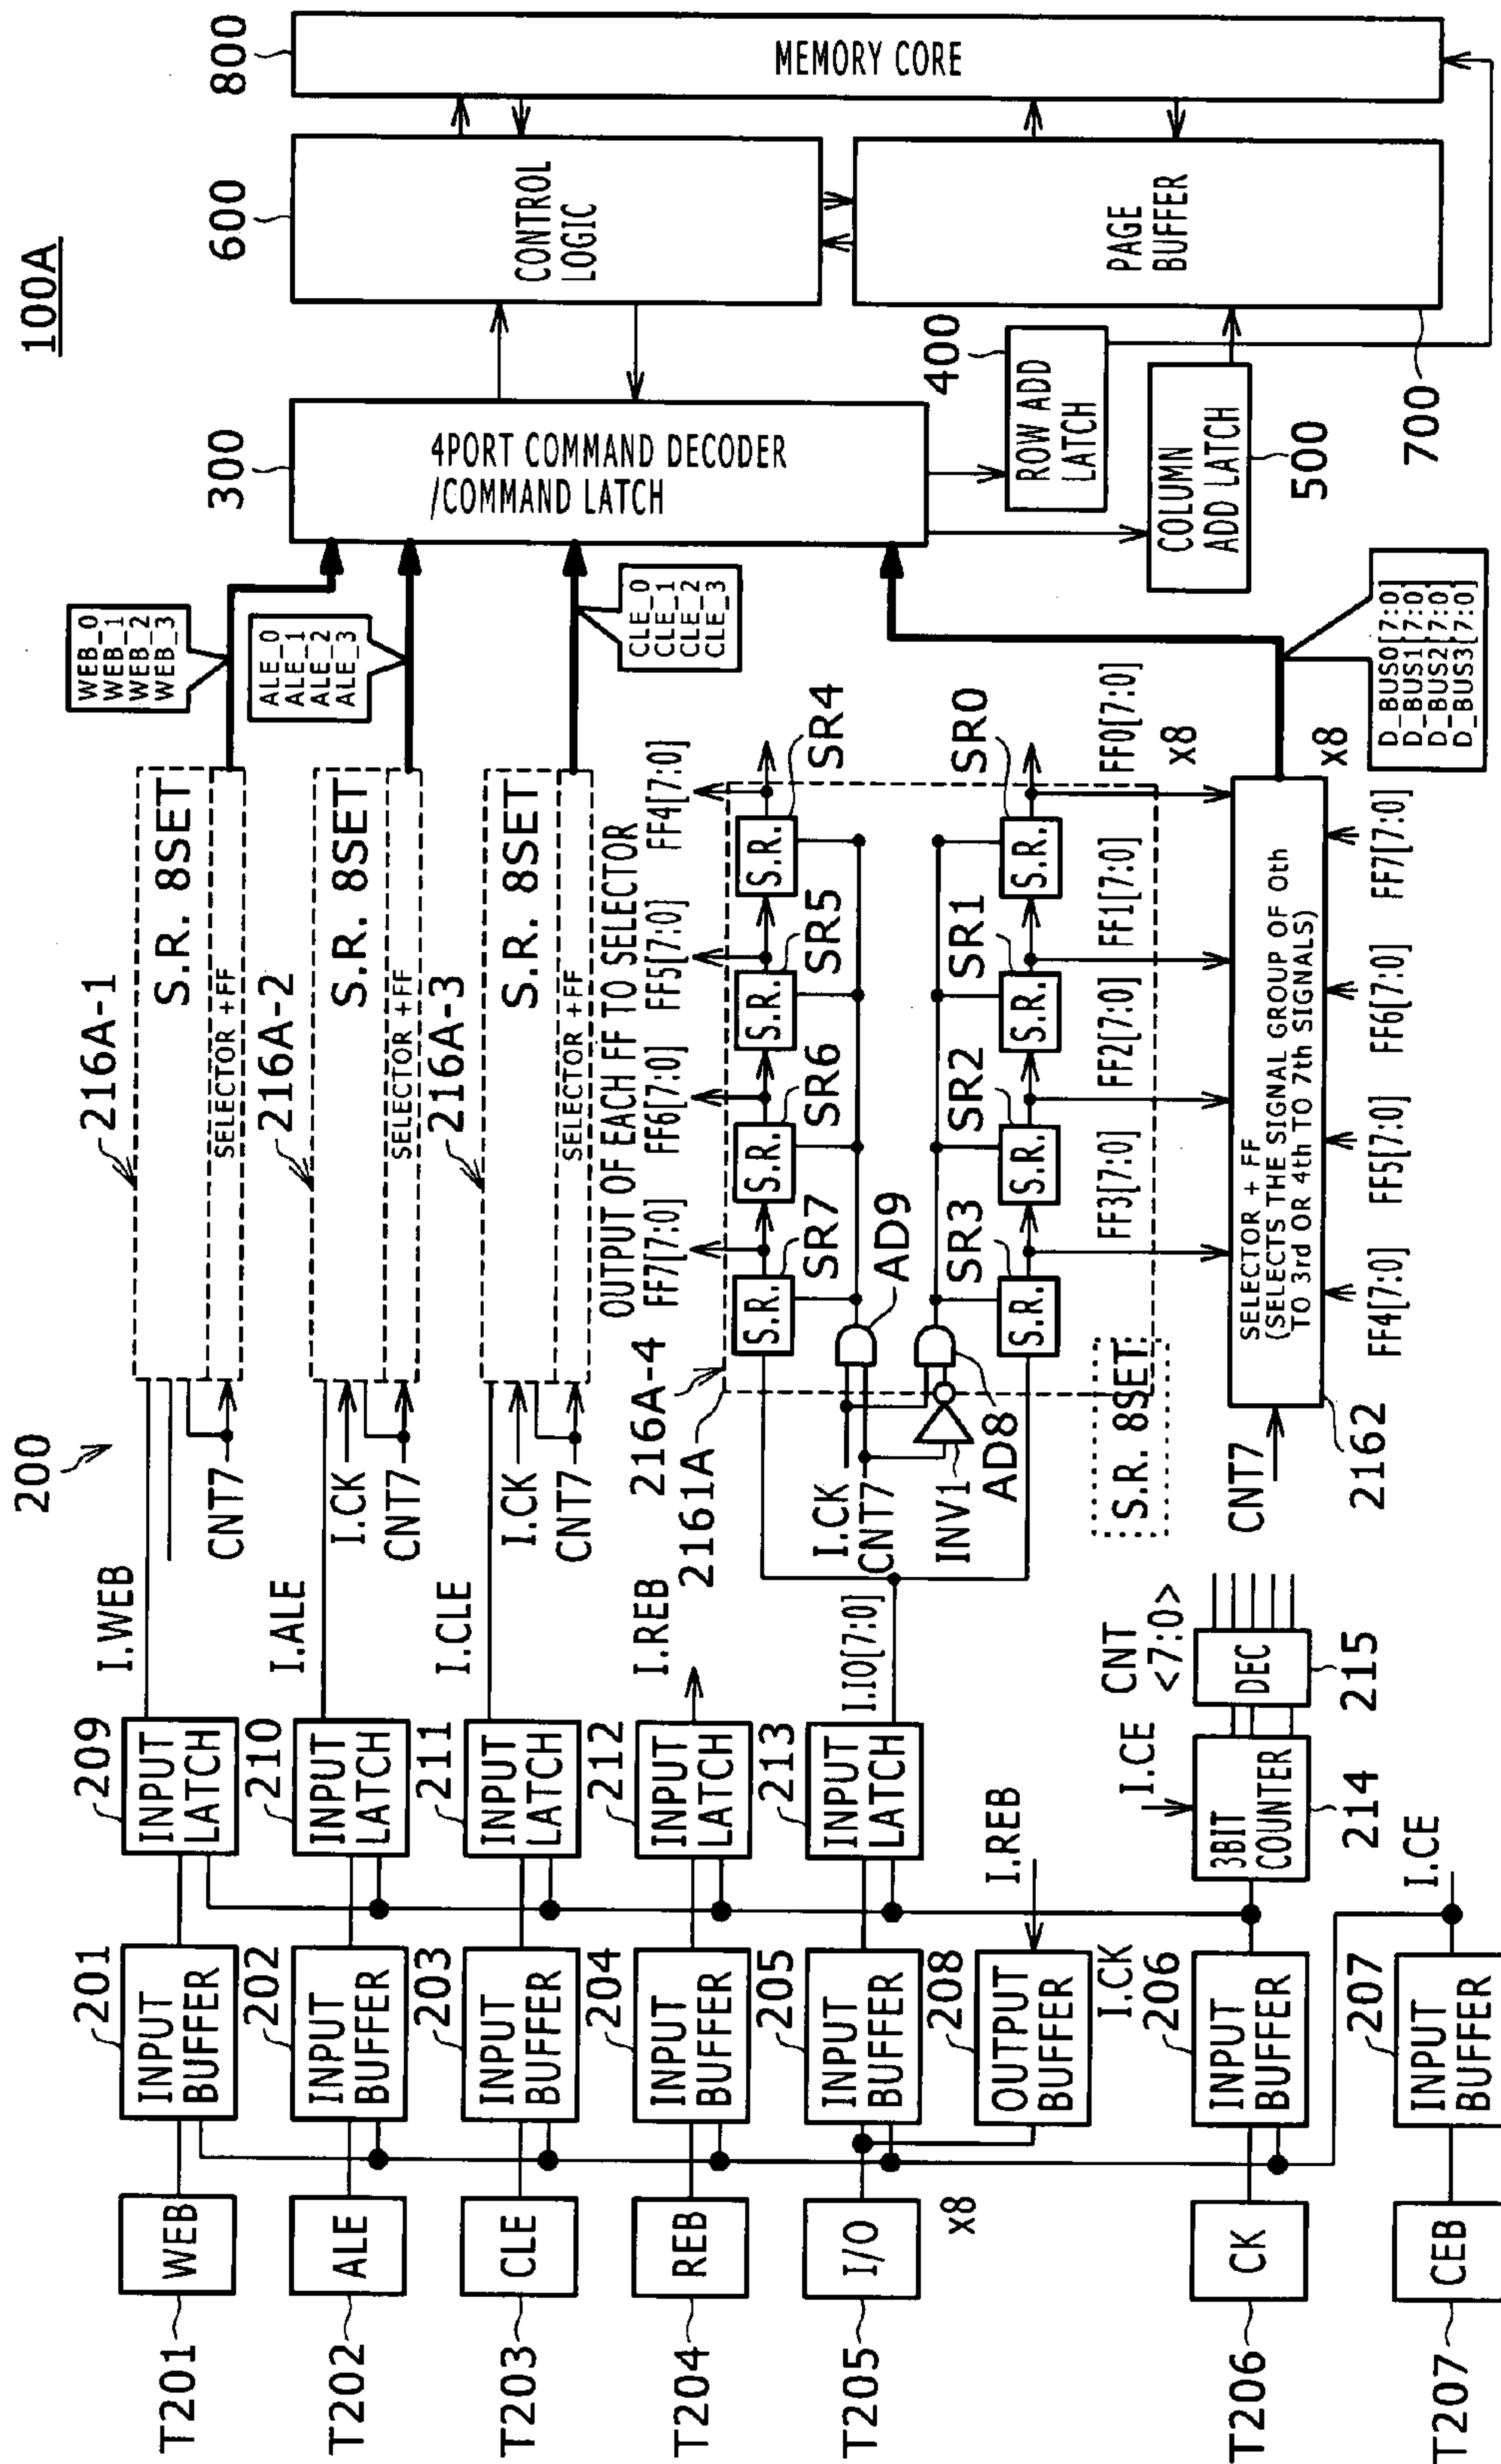 100A
200
T201
WEB
201
INPUT
BUFFER
209
INPUT
LATCH
I.WEB
CNT7
216A-1
S.R. 8SET
SELECTOR +FF
WEB_0
WEB_1
WEB_2
WEB_3
T202
ALE
202
INPUT
BUFFER
210
INPUT
LATCH
I.ALE
I.CK
CNT7
216A-2
S.R. 8SET
SELECTOR +FF
ALE_0
ALE_1
ALE_2
ALE_3
T203
CLE
203
INPUT
BUFFER
211
INPUT
LATCH
I.CLE
I.CK
CNT7
216A-3
S.R. 8SET
SELECTOR +FF
CLE_0
CLE_1
CLE_2
CLE_3
T204
REB
204
INPUT
BUFFER
212
INPUT
LATCH
I.REB
T205
I/O
x8
205
INPUT
BUFFER
213
INPUT
LATCH
I.IO[7:0]
208
OUTPUT
BUFFER
I.REB
OUTPUT OF EACH FF TO SELECTOR
FF7[7:0]
FF6[7:0]
FF5[7:0]
FF4[7:0]
216A-4
2161A
S.R.
S.R.
S.R.
S.R.
SR7
SR6
SR5
SR4
I.CK
CNT7
INV1
AD9
AD8
SR3
SR2
SR1
SR0
S.R.
S.R.
S.R.
S.R.
FF3[7:0]
FF2[7:0]
FF1[7:0]
FF0[7:0]
x8
S.R. 8SET
CNT7
2162
SELECTOR + FF
(SELECTS THE SIGNAL GROUP OF 0th
TO 3rd OR 4th TO 7th SIGNALS)
x8
FF4[7:0]
FF5[7:0]
FF6[7:0]
FF7[7:0]
D_BUS0[7:0]
D_BUS1[7:0]
D_BUS2[7:0]
D_BUS3[7:0]
T206
CK
206
INPUT
BUFFER
I.CK
I.CE
3BIT
COUNTER
214
DEC
215
CNT
<7:0>
T207
CEB
207
INPUT
BUFFER
I.CE
300
4PORT COMMAND DECODER
/COMMAND LATCH
400
ROW ADD
LATCH
COLUMN
ADD LATCH
500
600
CONTROL
LOGIC
PAGE
BUFFER
700
800
MEMORY CORE